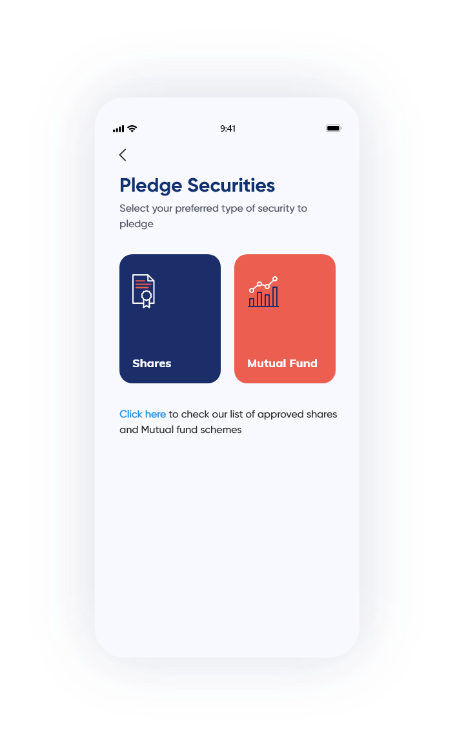 9:41
Pledge Securities
Select your preferred type of security to
pledge
Shares
Mutual Fund
Click here to check our list of approved shares
and Mutual fund schemes